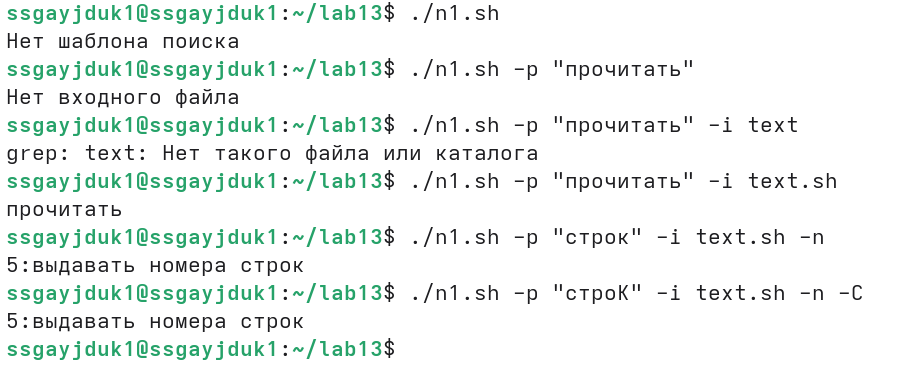 ssgayjduk1@ssgayjduk1:~/lab13$ ./n1.sh
Нет шаблона поиска
ssgayjduk1@ssgayjduk1:~/lab13$ ./n1.sh -p "прочитать"
Нет входного файла
ssgayjduk1@ssgayjduk1:~/lab13$ ./n1.sh -p "прочитать" -i text
grep: text: Нет такого файла или каталога
ssgayjduk1@ssgayjduk1:~/lab13$ ./n1.sh -p "прочитать" -i text.sh
прочитать
ssgayjduk1@ssgayjduk1:~/lab13$ ./n1.sh -p "строк" -i text.sh -n
5:выдавать номера строк
ssgayjduk1@ssgayjduk1:~/lab13$ ./n1.sh -p "строК" -i text.sh -n -C
5:выдавать номера строк
ssgayjduk1@ssgayjduk1:~/lab13$